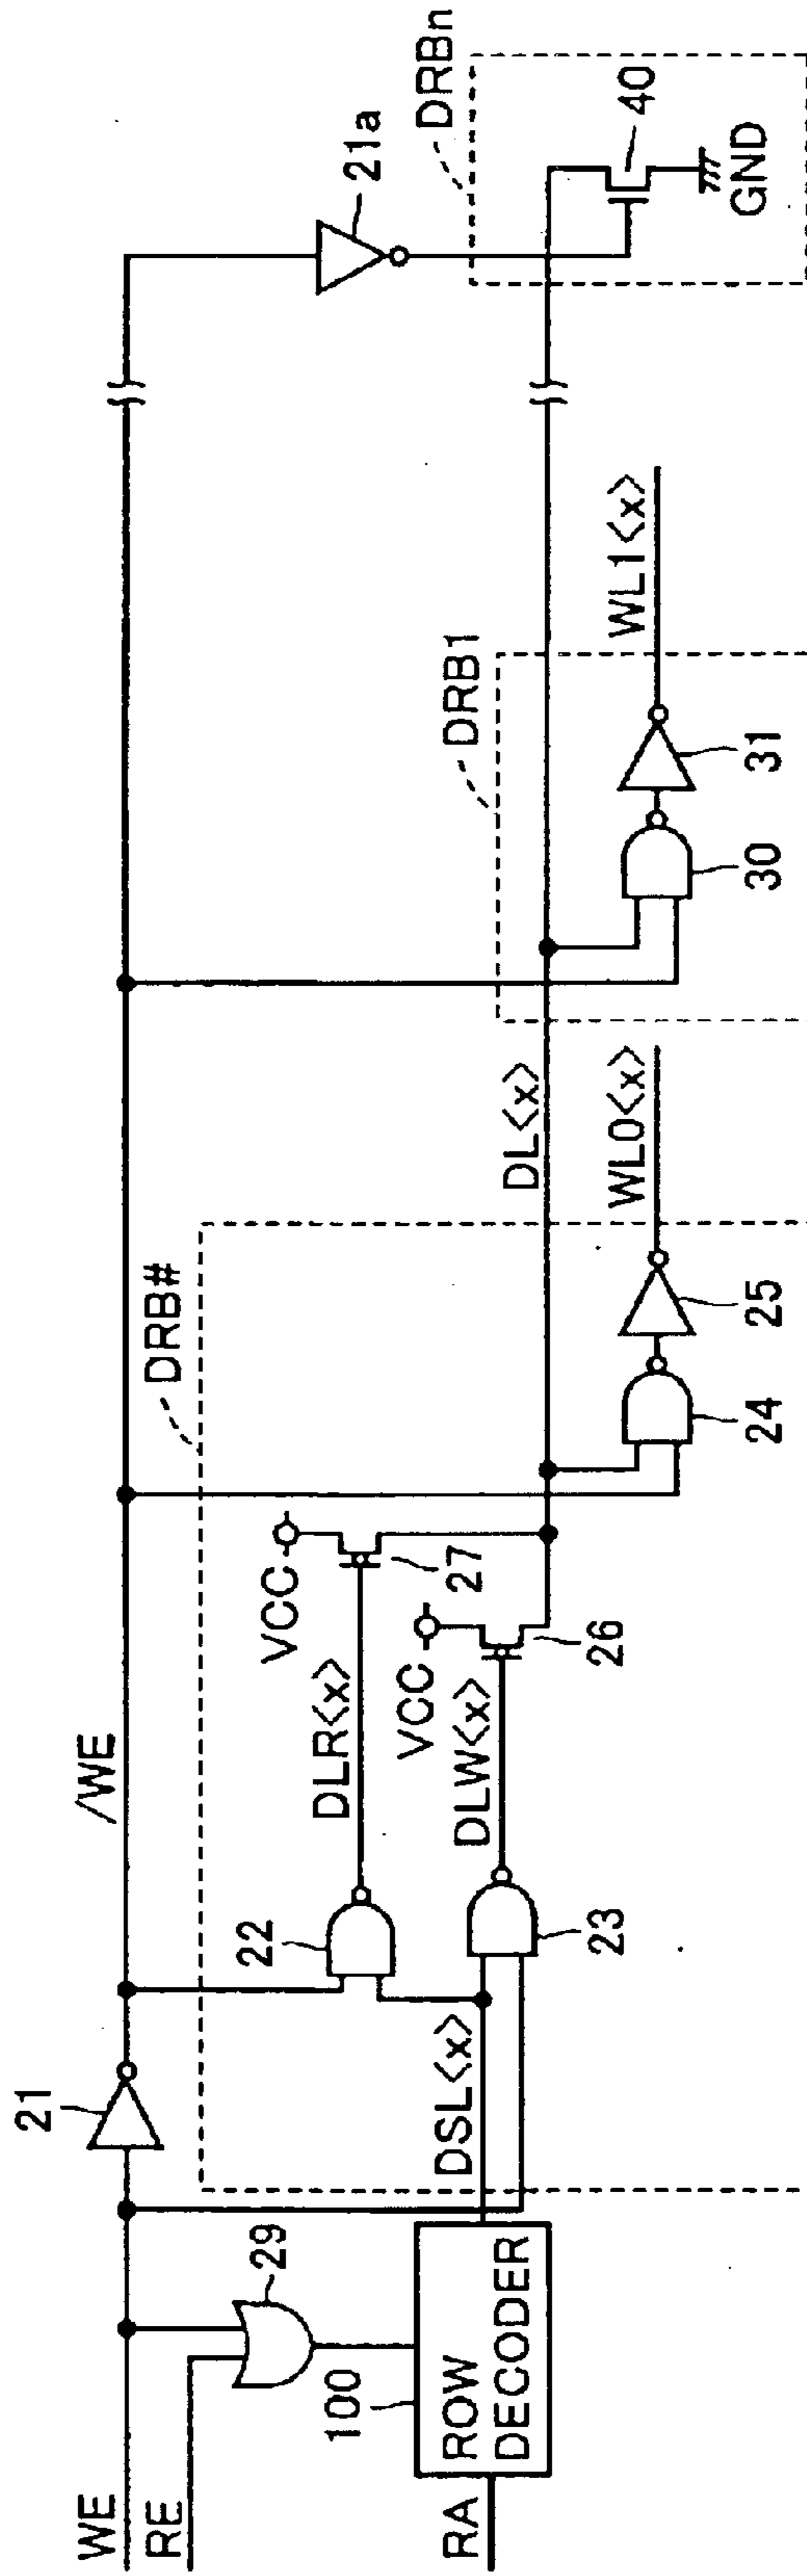 WE
RE
RA
29
100
ROW
DECODER
21
/WE
DRB#
DSL<x>
22
23
DLR<x>
DLW<x>
VCC
VCC
27
26
24
25
WL0<x>
DL<x>
DRB1
30
31
WL1<x>
21a
DRBn
40
GND